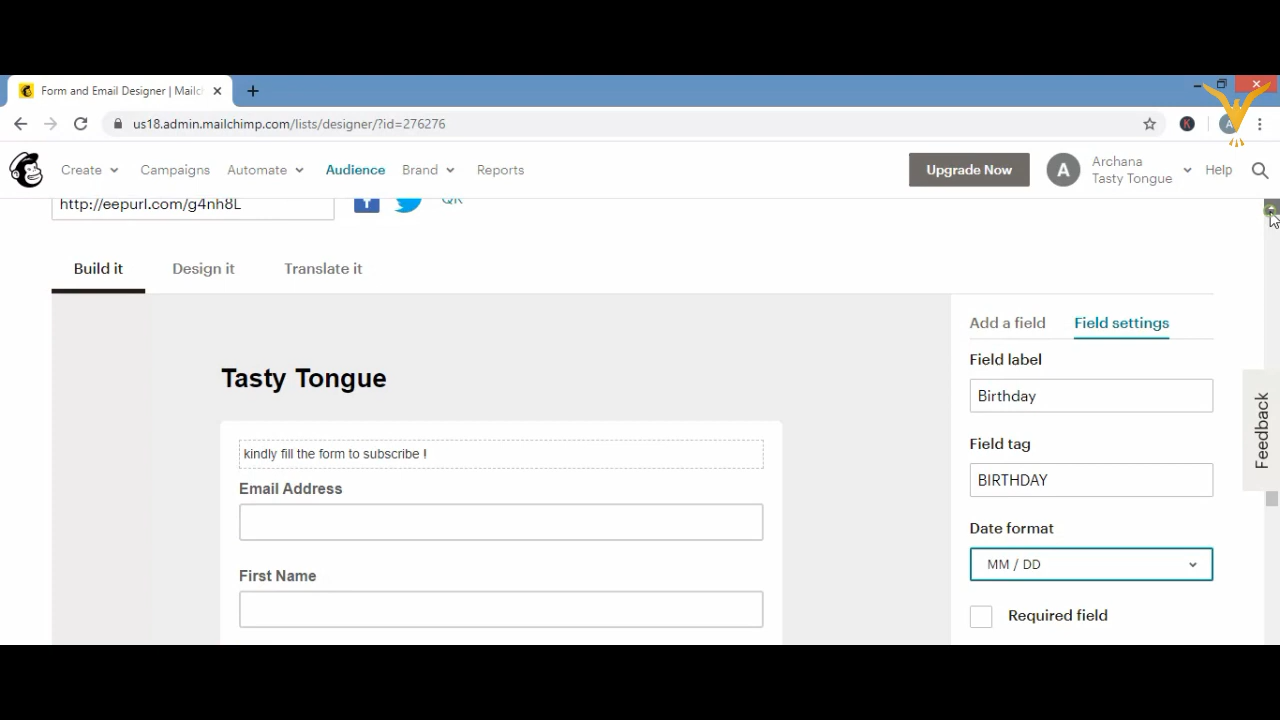 Form and Email Designer | Mailc
us18.admin.mailchimp.com/lists/designer/?id=276276
K
A
Create
Campaigns
Automate
Audience
Brand
Reports
Upgrade Now
A
Archana
Tasty Tongue
Help
http://eepurl.com/g4nh8L
QR
Build it
Design it
Translate it
Add a field
Field settings
Tasty Tongue
Field label
Birthday
kindly fill the form to subscribe !
Field tag
BIRTHDAY
Email Address
Date format
MM / DD
First Name
Required field
Feedback